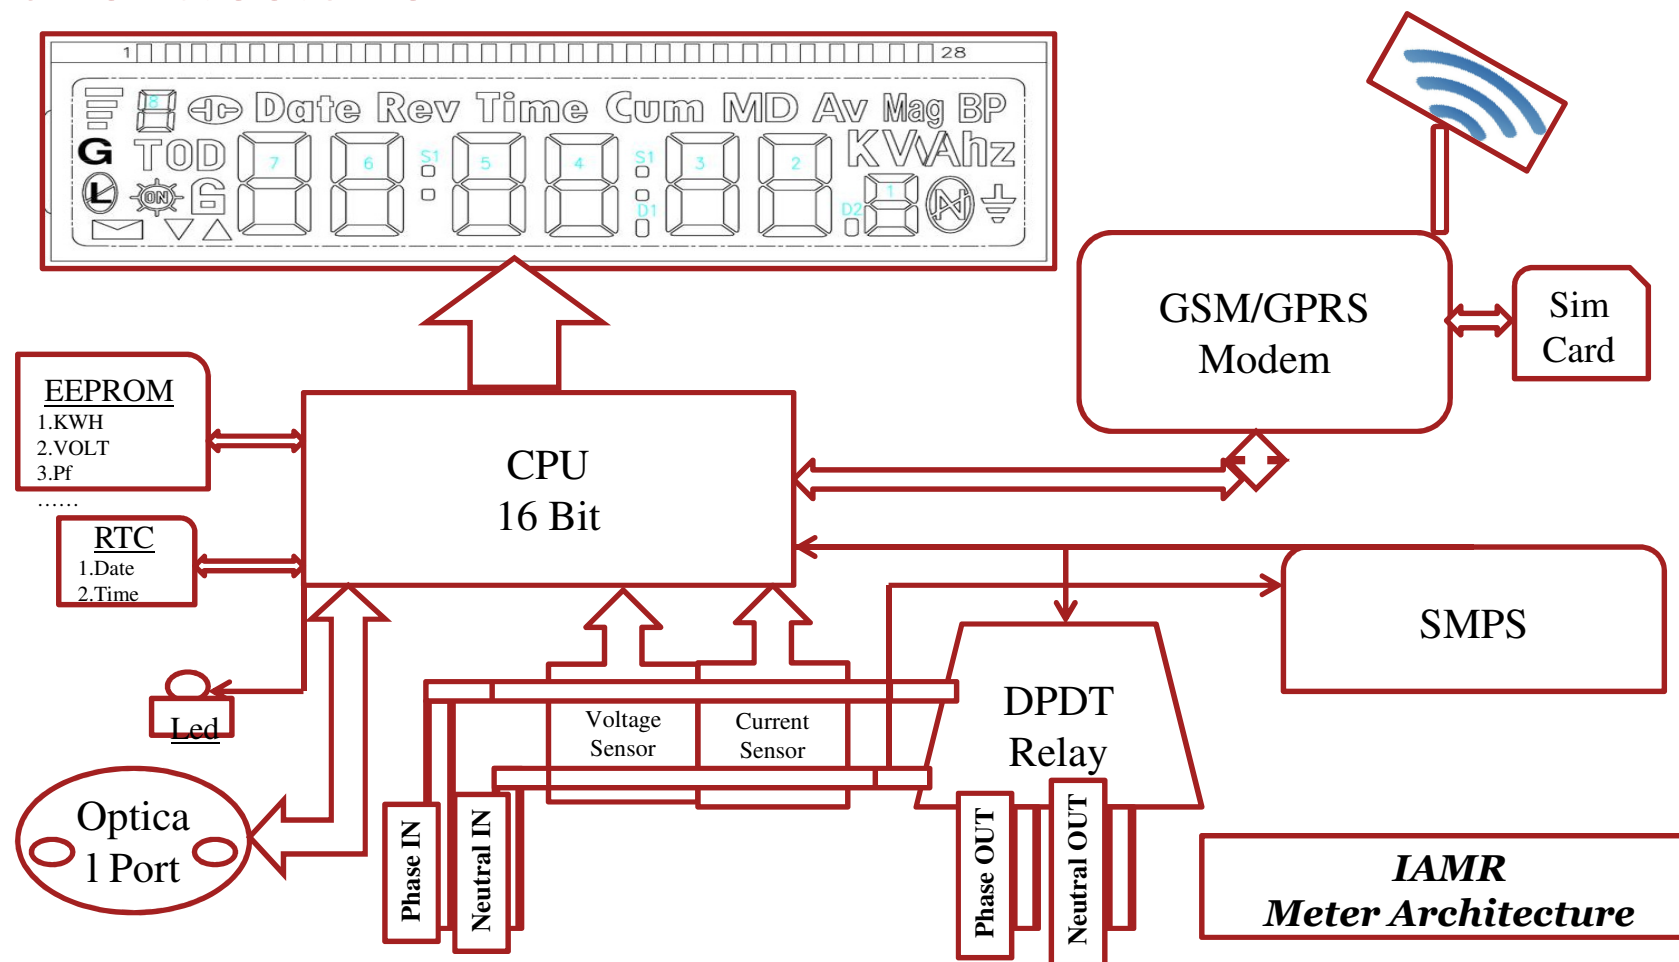 1 28
8 Date Rev Time Cum MD Av Mag BP
G TOD 7 6 S1 5 4 S1 3 2 KVVAhz
L ON 6 D1 D2 1 N
GSM/GPRS
Modem
Sim
Card
EEPROM
1.KWH
2.VOLT
3.Pf
……
CPU
16 Bit
RTC
1.Date
2.Time
SMPS
Led
Voltage
Sensor
Current
Sensor
DPDT
Relay
Optica
l Port
Phase IN
Neutral IN
Phase OUT
Neutral OUT
IAMR
Meter Architecture